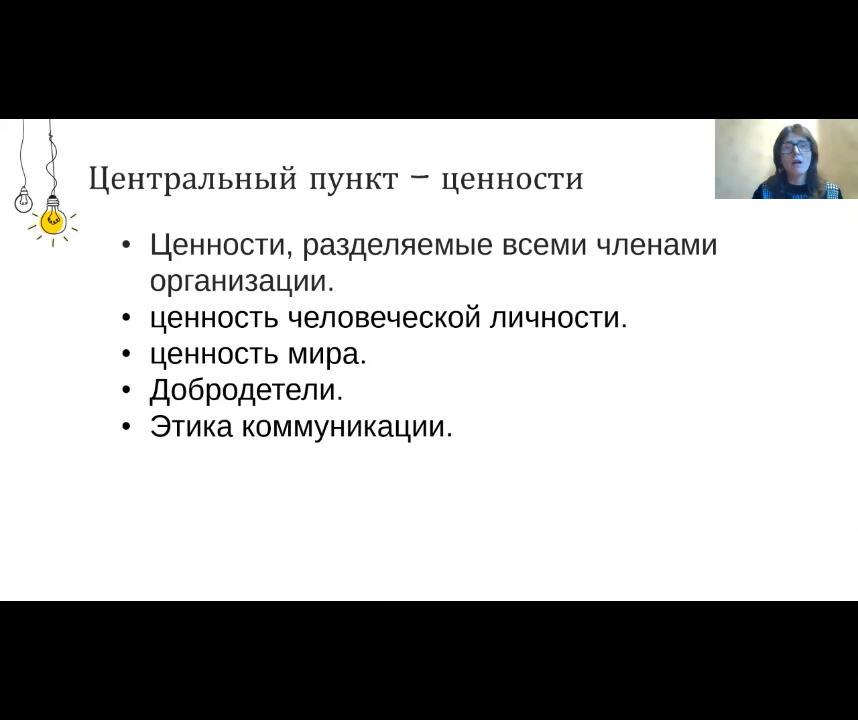 Центральный пункт – ценности
• Ценности, разделяемые всеми членами
организации.
• ценность человеческой личности.
• ценность мира.
• Добродетели.
• Этика коммуникации.